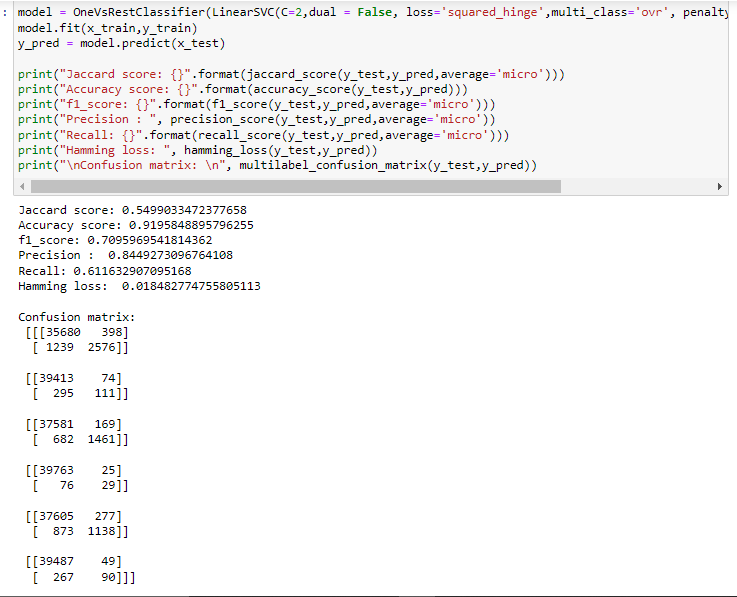 : model = OneVsRestClassifier(LinearSVC(C=2,dual = False, loss='squared_hinge',multi_class='ovr', penalty
model.fit(x_train,y_train)
y_pred = model.predict(x_test)
print("Jaccard score: {}".format(jaccard_score(y_test,y_pred,average='micro')))
print("Accuracy score: {}".format(accuracy_score(y_test,y_pred)))
print("f1_score: {}".format(f1_score(y_test,y_pred,average='micro')))
print("Precision : ", precision_score(y_test,y_pred,average='micro'))
print("Recall: {}".format(recall_score(y_test,y_pred,average='micro')))
print("Hamming loss: ", hamming_loss(y_test,y_pred))
print("\nConfusion matrix: \n", multilabel_confusion_matrix(y_test,y_pred))
Jaccard score: 0.5499033472377658
Accuracy score: 0.9195848895796255
f1_score: 0.7095969541814362
Precision :  0.8449273096764108
Recall: 0.611632907095168
Hamming loss:  0.018482774755805113
Confusion matrix:
[[[35680   398]
[ 1239  2576]]
[[39413    74]
[  295   111]]
[[37581   169]
[  682  1461]]
[[39763    25]
[   76    29]]
[[37605   277]
[  873  1138]]
[[39487    49]
[  267    90]]]